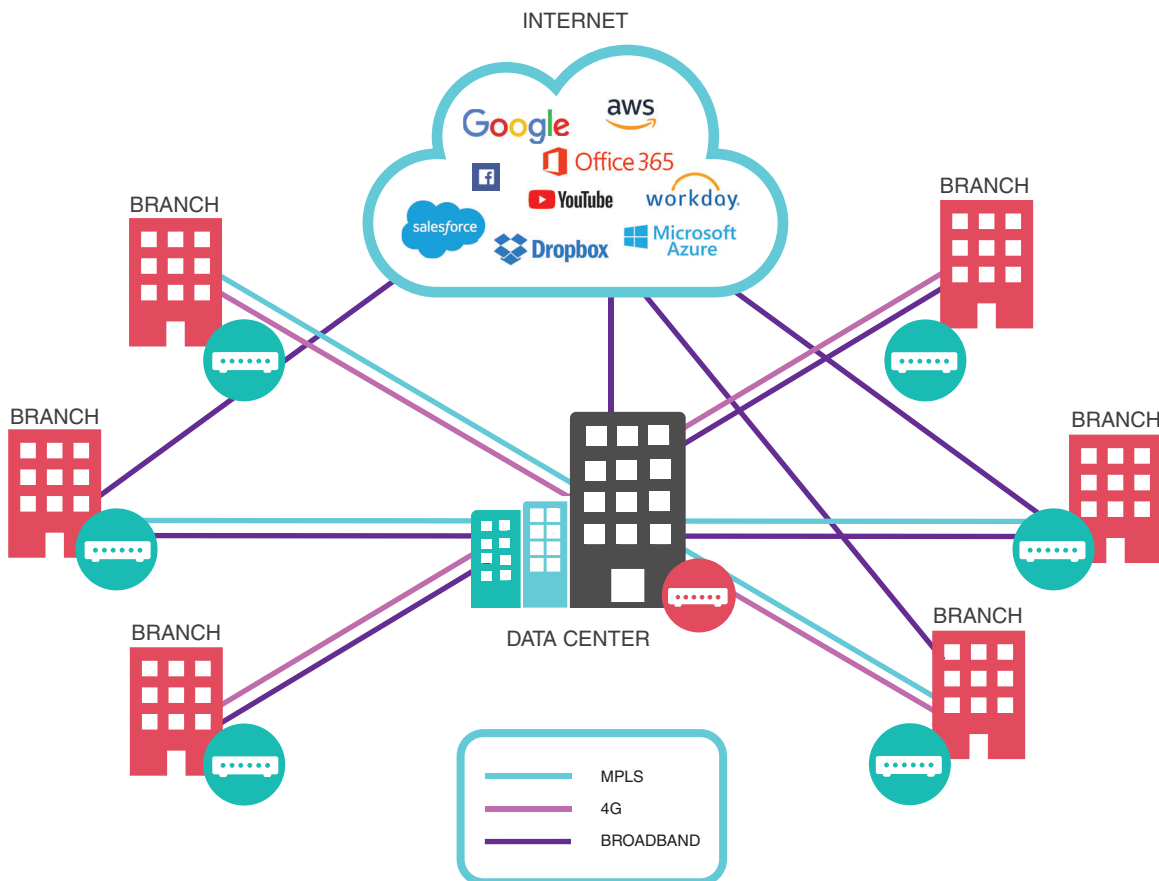 INTERNET
Google
aws
Office 365
YouTube
workday.
salesforce
Dropbox
Microsoft
Azure
BRANCH
BRANCH
BRANCH
BRANCH
BRANCH
BRANCH
DATA CENTER
MPLS
4G
BROADBAND